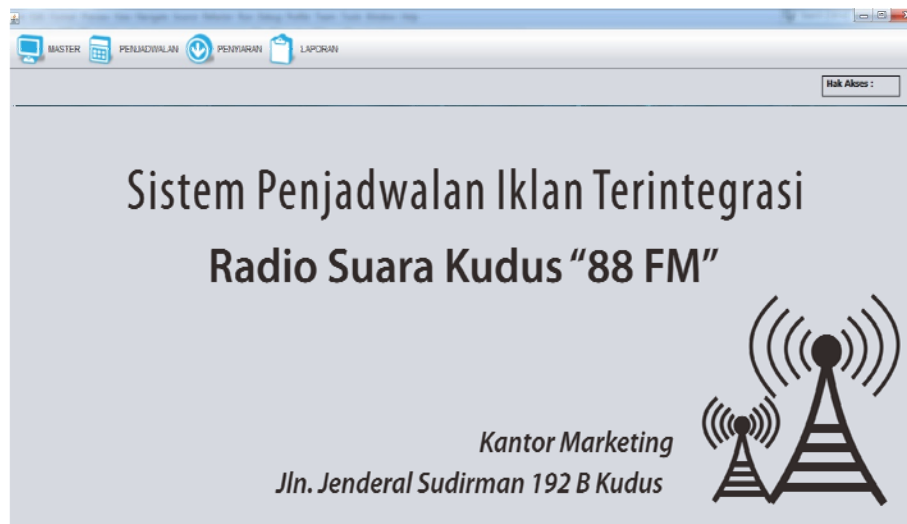 MASTER PENJADWALAN PENYIARAN LAPORAN
Hak Akses :
Sistem Penjadwalan Iklan Terintegrasi
Radio Suara Kudus “88 FM”
Kantor Marketing
Jln. Jenderal Sudirman 192 B Kudus